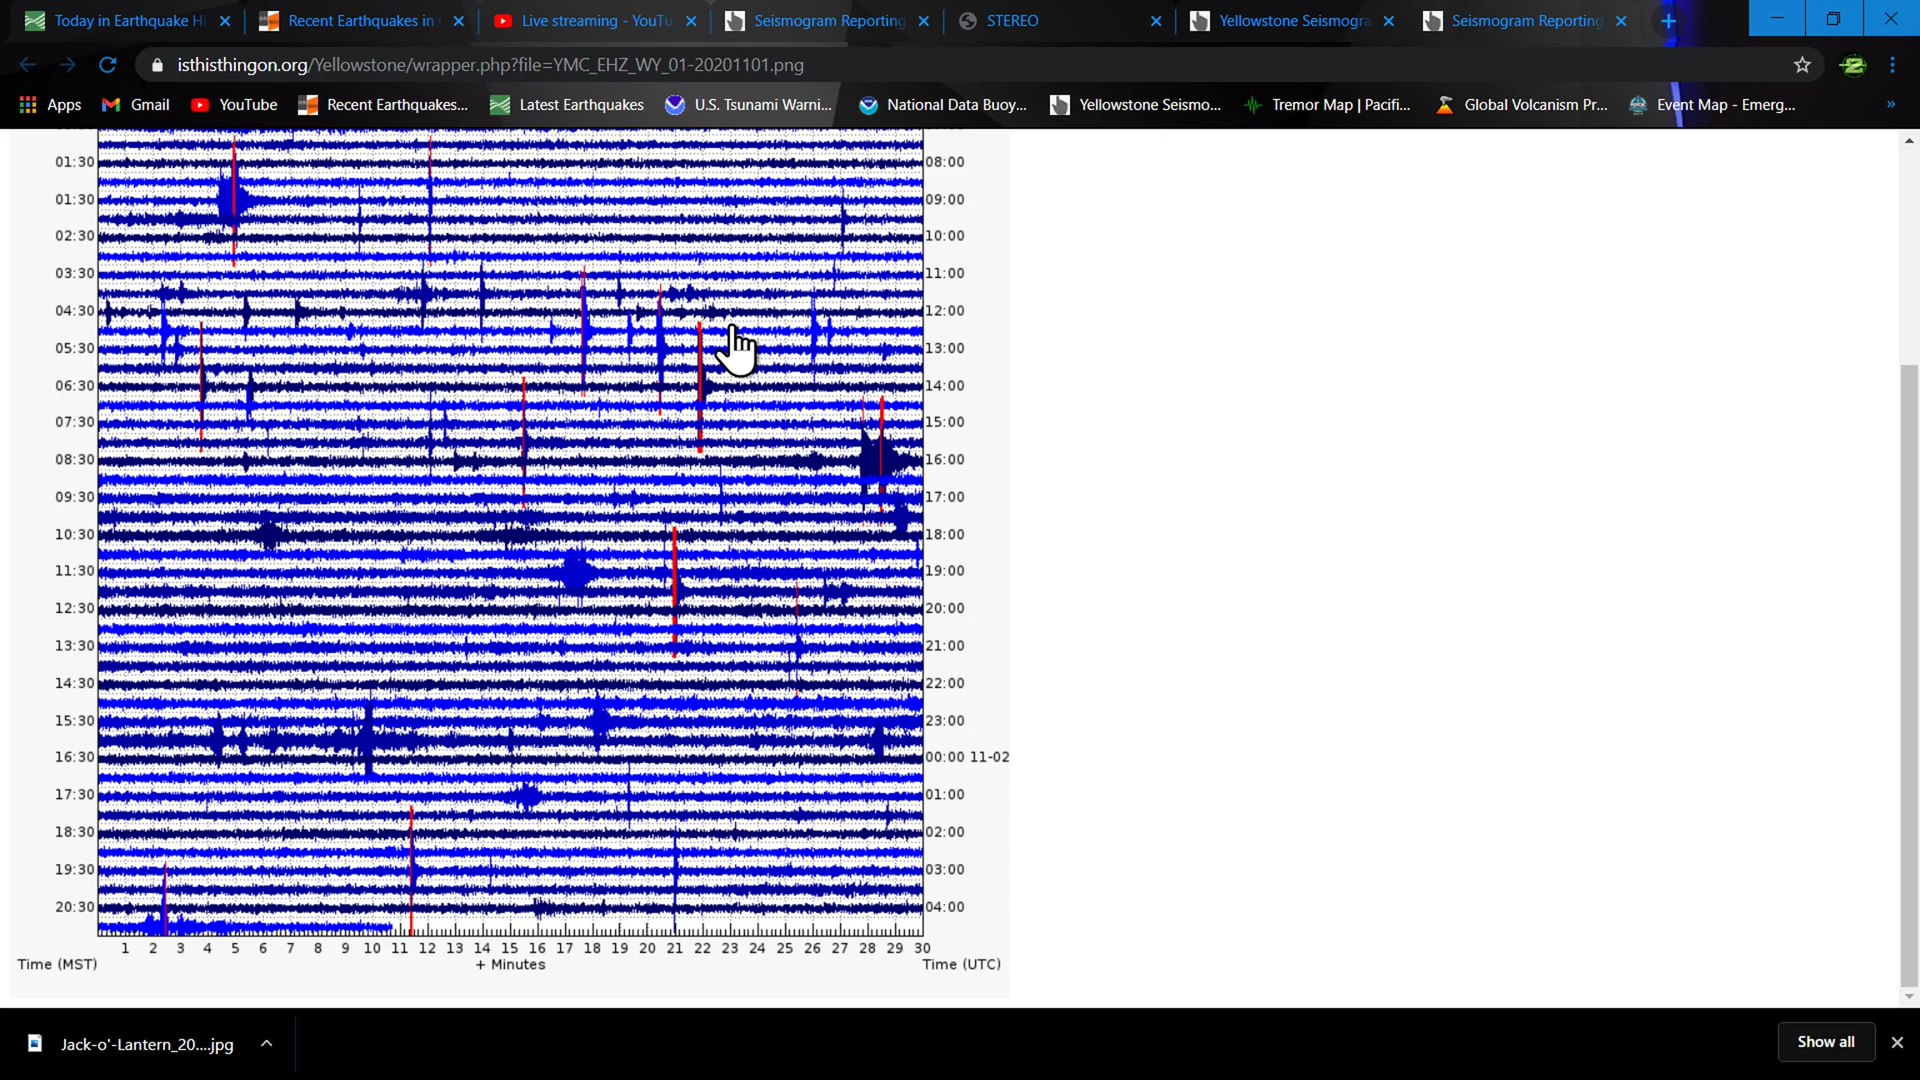 Today in Earthquake Hi
Recent Earthquakes in
Live streaming - YouTu
Seismogram Reporting
STEREO
Yellowstone Seismogra
Seismogram Reporting
isthisthingon.org/Yellowstone/wrapper.php?file=YMC_EHZ_WY_01-20201101.png
Apps
Gmail
YouTube
Recent Earthquakes...
Latest Earthquakes
U.S. Tsunami Warni...
National Data Buoy...
Yellowstone Seismo...
Tremor Map | Pacifi...
Global Volcanism Pr...
Event Map - Emerg...
»
01:30 08:00
01:30 09:00
02:30 10:00
03:30 11:00
04:30 12:00
05:30 13:00
06:30 14:00
07:30 15:00
08:30 16:00
09:30 17:00
10:30 18:00
11:30 19:00
12:30 20:00
13:30 21:00
14:30 22:00
15:30 23:00
16:30 00:00 11-02
17:30 01:00
18:30 02:00
19:30 03:00
20:30 04:00
1 2 3 4 5 6 7 8 9 10 11 12 13 14 15 16 17 18 19 20 21 22 23 24 25 26 27 28 29 30
Time (MST) + Minutes Time (UTC)
Jack-o'-Lantern_20....jpg
Show all